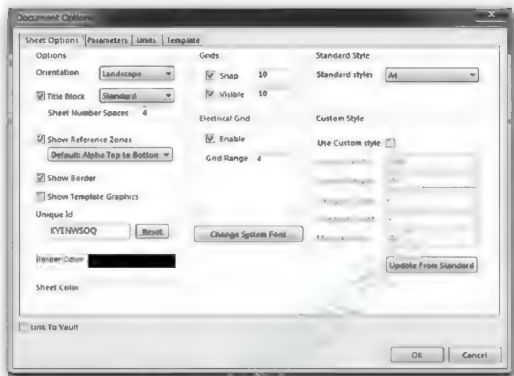 Document Options
Sheet Options Parameters Units Template
Options
Orientation Landscape
Title Block Standard
Sheet Number Spaces 4
Show Reference Zones
Default: Alpha Top to Bottom
Show Border
Show Template Graphics
Unique Id
KYENWSOQ Reset
Border Color
Sheet Color
Link To Vault
Grids
Snap 10
Visible 10
Electrical Grid
Enable
Grid Range 4
Change System Font
Standard Style
Standard styles A4
Custom Style
Use Custom style
Update From Standard
OK Cancel